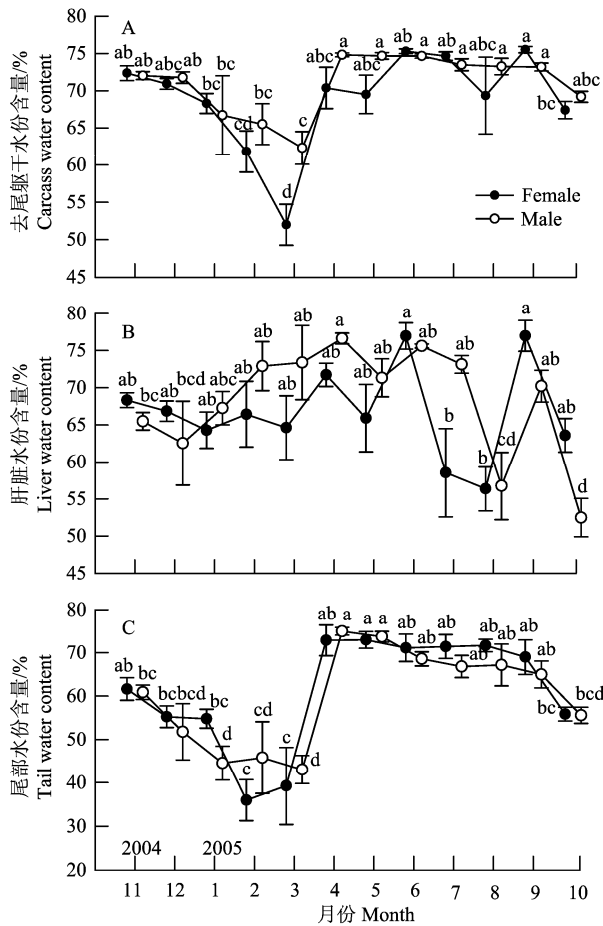 A
80
75
70
65
60
55
50
45
去尾躯干水份含量/%
Carcass water content
ab ab abc ab bc bc cd bc d c abc a abc a ab a ab a abc a a a bc abc
Female
Male
B
80
75
70
65
60
55
50
45
肝脏水份含量/%
Liver water content
ab bc ab bcd ab abc ab ab ab ab ab a ab ab a ab b ab b cd a ab ab d
C
80
70
60
50
40
30
20
尾部水份含量/%
Tail water content
ab bc bc bcd bc d c cd c d ab a a a ab ab ab ab ab ab ab ab bc bcd
2004 2005
11 12 1 2 3 4 5 6 7 8 9 10
月份 Month